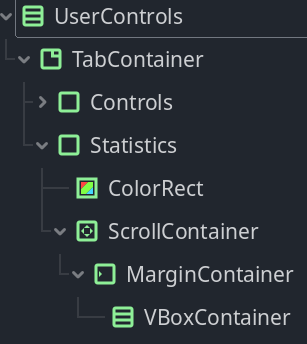 UserControls
TabContainer
Controls
Statistics
ColorRect
ScrollContainer
MarginContainer
VBoxContainer